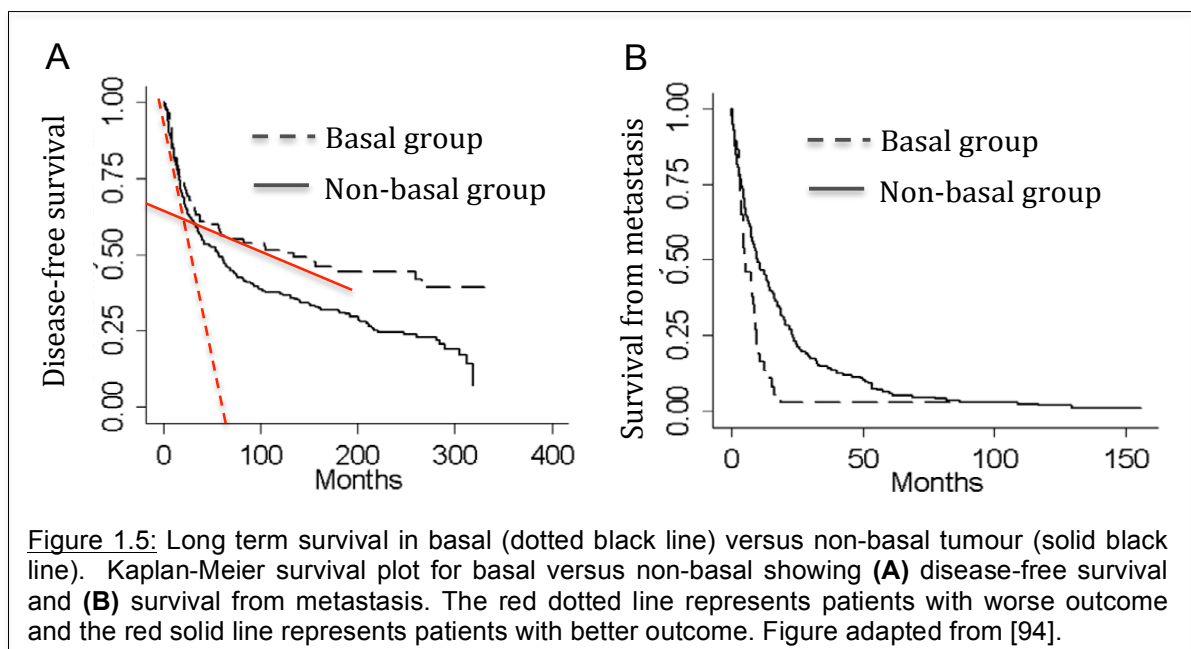 A
Disease-free survival
1.00
0.75
0.50
0.25
0.00
Basal group
Non-basal group
0 100 200 300 400
Months
B
Survival from metastasis
1.00
0.75
0.50
0.25
0.00
Basal group
Non-basal group
0 50 100 150
Months
Figure 1.5: Long term survival in basal (dotted black line) versus non-basal tumour (solid black
line). Kaplan-Meier survival plot for basal versus non-basal showing (A) disease-free survival
and (B) survival from metastasis. The red dotted line represents patients with worse outcome
and the red solid line represents patients with better outcome. Figure adapted from [94].